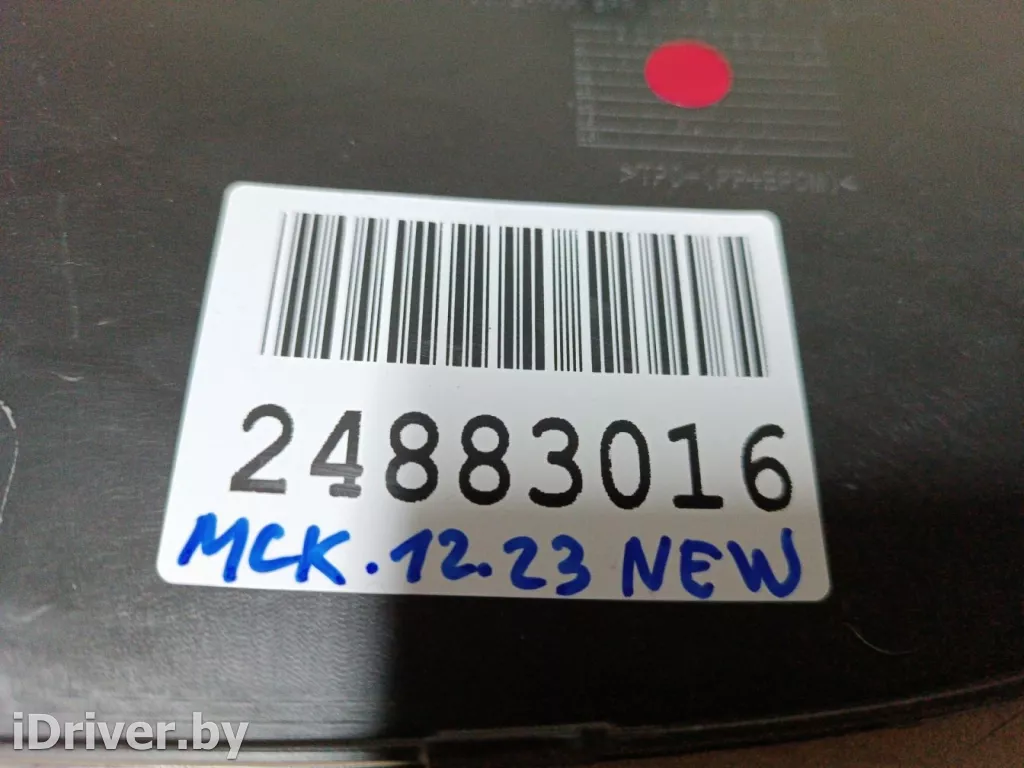 >TPO-(PP+EPDM)<
24883016
МСК.12.23 NEW
iDriver.by